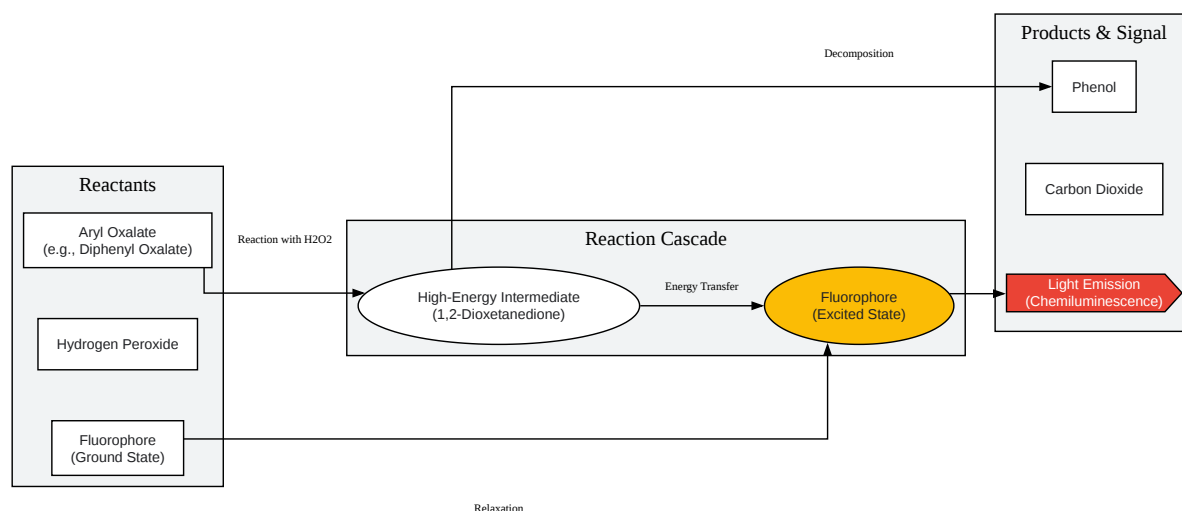 Decomposition
Products & Signal
Phenol
Carbon Dioxide
Light Emission
(Chemiluminescence)
Reactants
Aryl Oxalate
(e.g., Diphenyl Oxalate)
Hydrogen Peroxide
Fluorophore
(Ground State)
Reaction with H2O2
Reaction Cascade
High-Energy Intermediate
(1,2-Dioxetanedione)
Energy Transfer
Fluorophore
(Excited State)
Relaxation